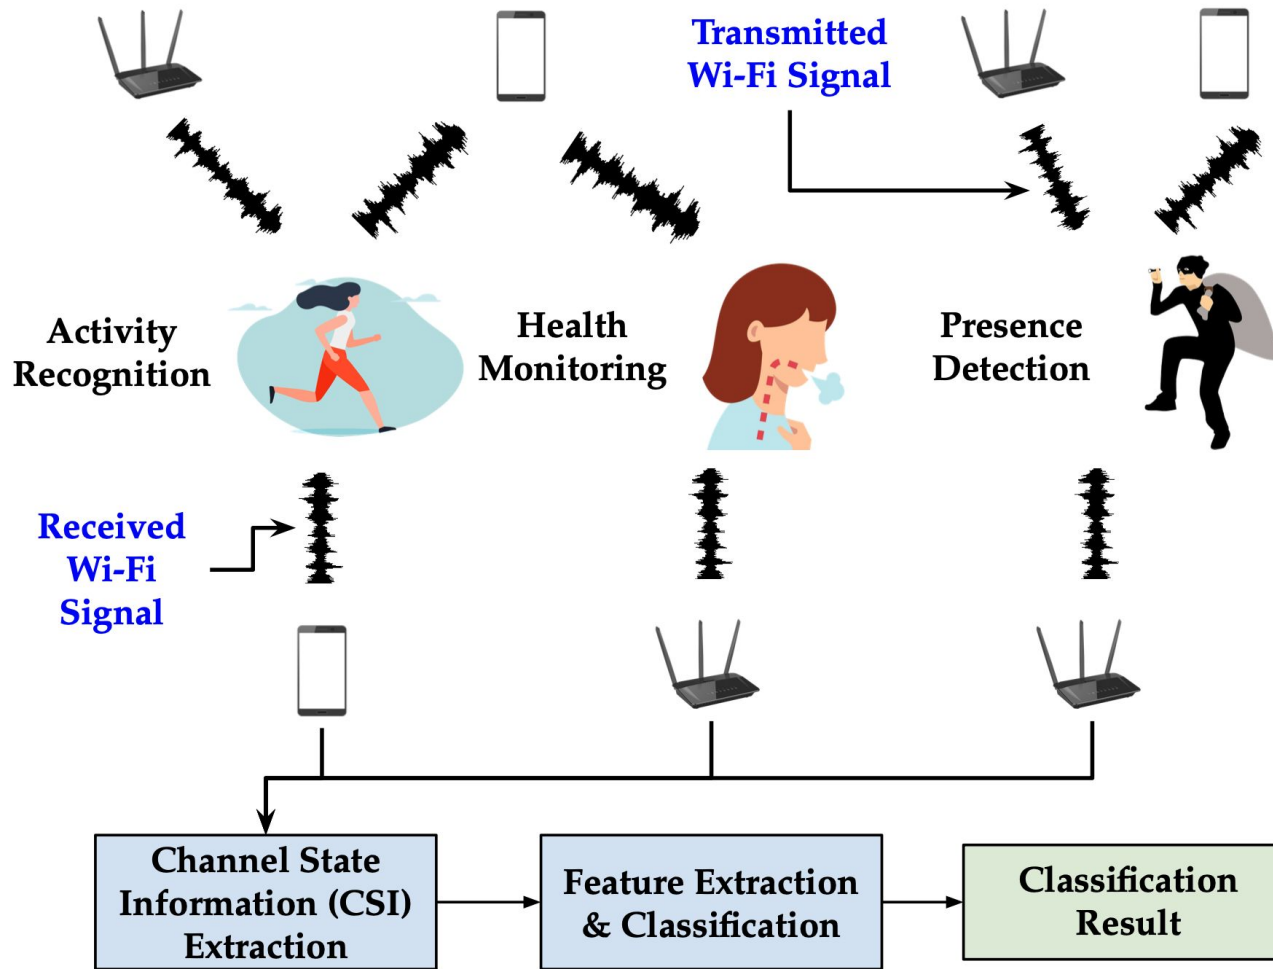 Transmitted
Wi-Fi Signal
Activity
Recognition
Health
Monitoring
Presence
Detection
Received
Wi-Fi
Signal
Channel State
Information (CSI)
Extraction
Feature Extraction
& Classification
Classification
Result